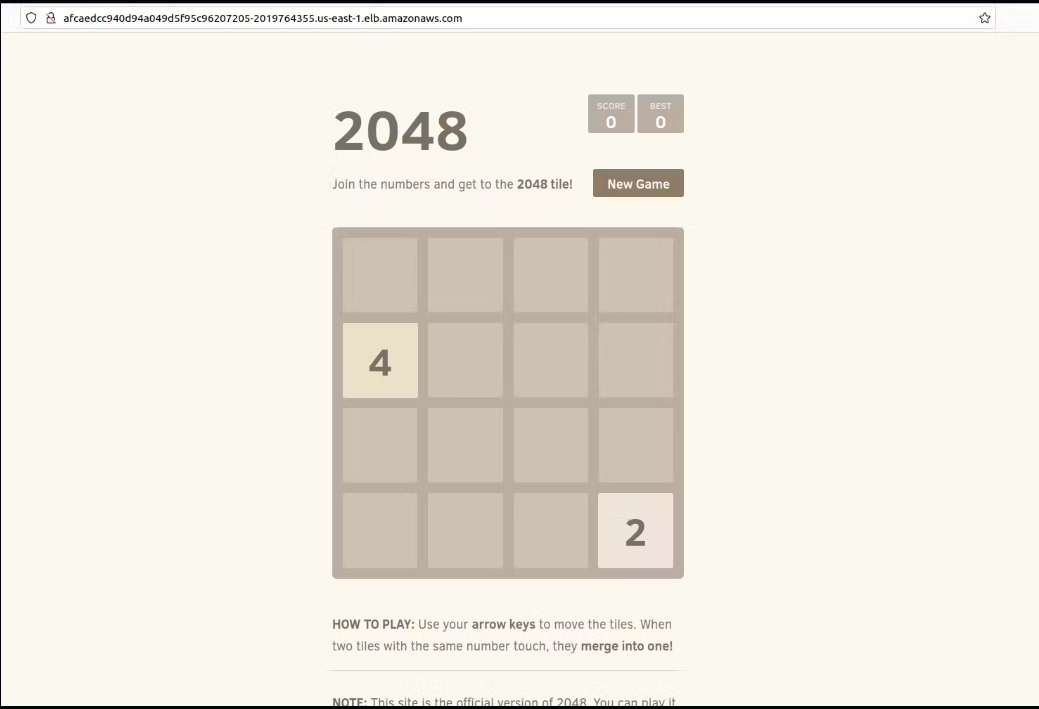 afcaedcc940d94a049d5f95c96207205-2019764355.us-east-1.elb.amazonaws.com
2048
SCORE
0
BEST
0
Join the numbers and get to the 2048 tile!
New Game
4
2
HOW TO PLAY: Use your arrow keys to move the tiles. When
two tiles with the same number touch, they merge into one!
NOTE: This site is the official version of 2048. You can play it